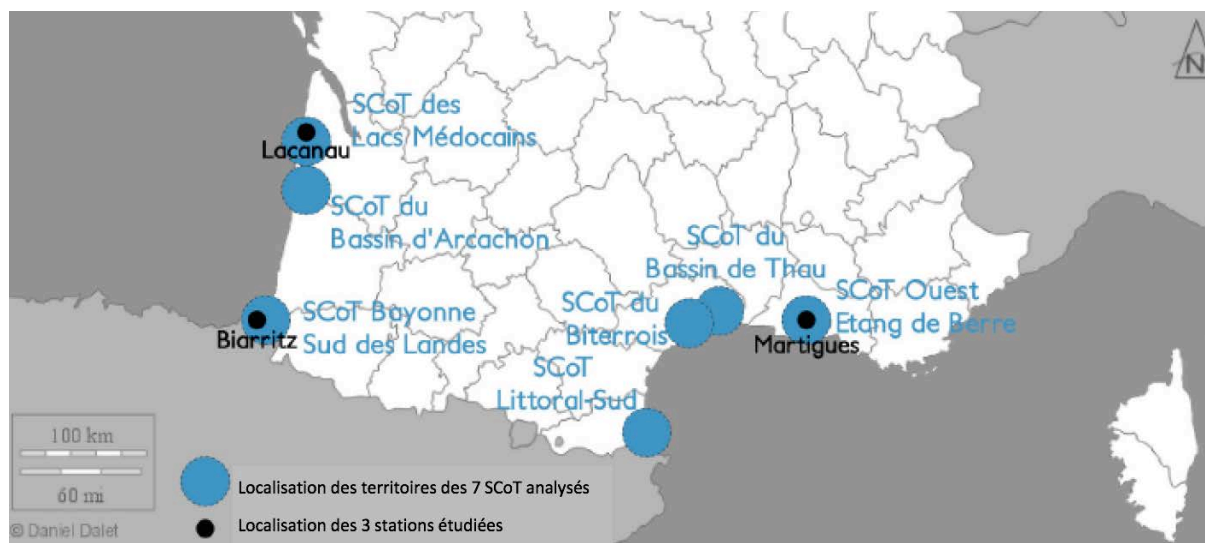 N
SCoT des
Lacs Médocains
Lacanau
SCoT du
Bassin d'Arcachon
SCoT du
Bassin de Thau
SCoT Bayonne
Sud des Landes
Biarritz
SCoT du
Biterrois
SCoT Ouest
Etang de Berre
Martigues
SCoT
Littoral-Sud
100 km
60 mi
Localisation des territoires des 7 SCoT analysés
Localisation des 3 stations étudiées
© Daniel Dalet